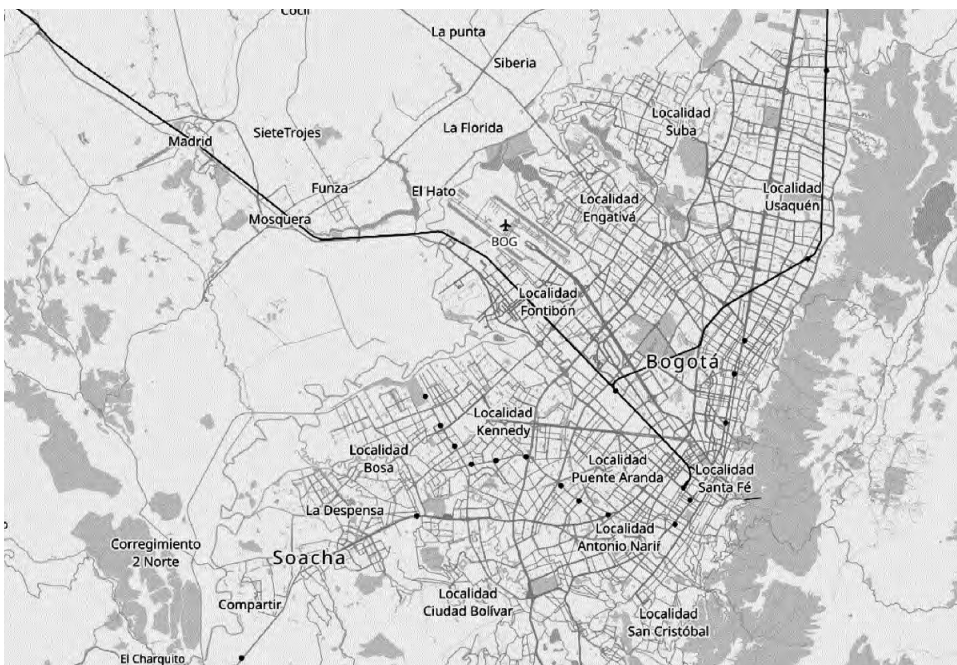 Cocli
La punta
Siberia
Localidad
Suba
La Florida
SieteTrojes
Madrid
Funza
El Hato
Localidad
Engativá
Localidad
Usaquén
Mosquera
BOG
Localidad
Fontibón
Bogotá
Localidad
Kennedy
Localidad
Bosa
Localidad
Puente Aranda
Localidad
Santa Fé
La Despensa
Localidad
Antonio Nariñ
Corregimiento
2 Norte
Soacha
Compartir
Localidad
Ciudad Bolívar
Localidad
San Cristóbal
El Charquito